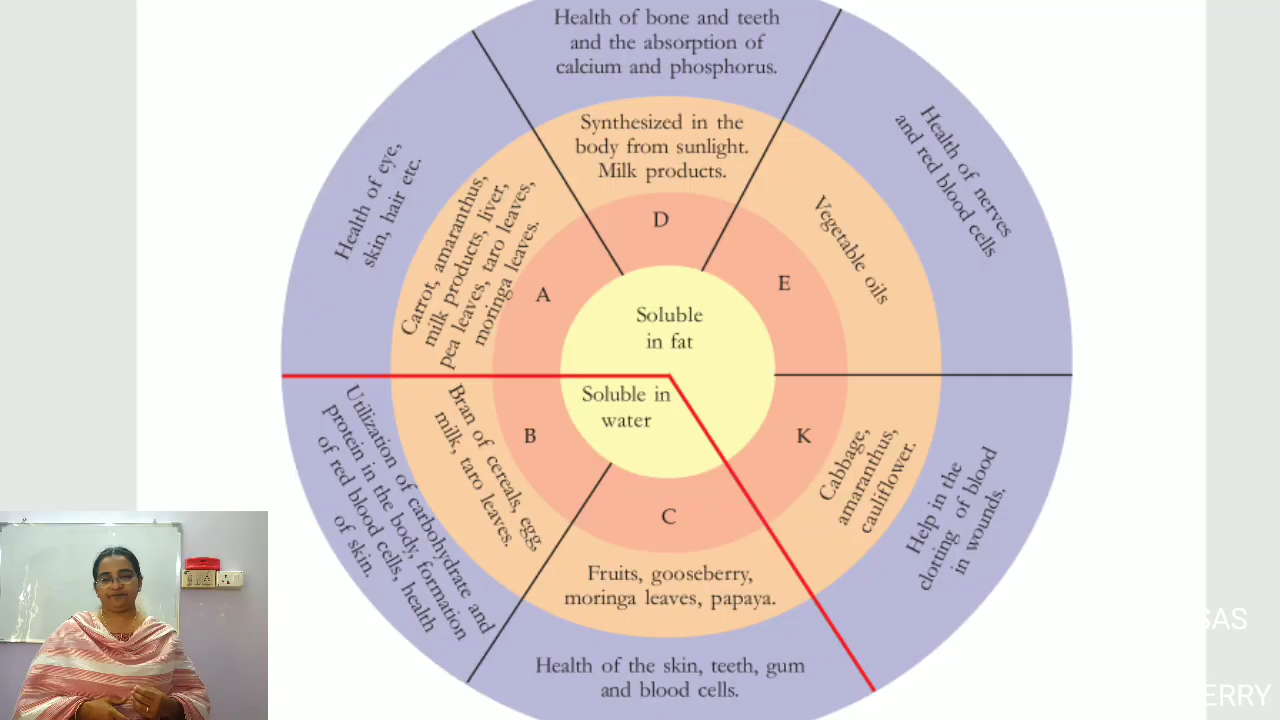 Health of bone and teeth
and the absorption of
calcium and phosphorus.
Synthesized in the
body from sunlight.
Milk products.
D
Health of nerves
and red blood cells
Vegetable oils
E
Health of eye,
skin, hair etc.
Carrot, amaranthus,
milk products, liver,
pea leaves, taro leaves,
moringa leaves.
A
Soluble
in fat
Soluble in
water
B
Bran of cereals, egg,
milk, taro leaves.
Utilization of carbohydrate and
protein in the body, formation
of red blood cells, health
of skin.
K
Cabbage,
amaranthus,
cauliflower.
Help in the
clotting of blood
in wounds.
C
Fruits, gooseberry,
moringa leaves, papaya.
Health of the skin, teeth, gum
and blood cells.
SAS
ERRY